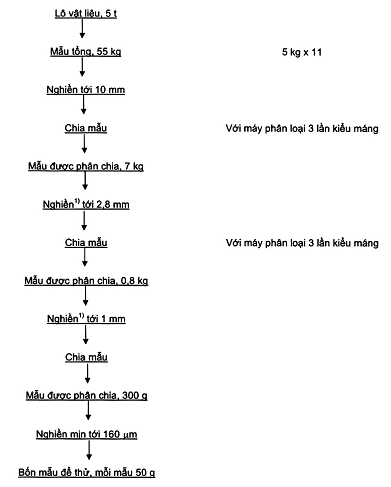 Lô vật liệu, 5 t
Mẫu tổng, 55 kg 5 kg x 11
Nghiền tới 10 mm
Chia mẫu Với máy phân loại 3 lần kiểu máng
Mẫu được phân chia, 7 kg
Nghiền¹⁾ tới 2,8 mm
Chia mẫu Với máy phân loại 3 lần kiểu máng
Mẫu được phân chia, 0,8 kg
Nghiền¹⁾ tới 1 mm
Chia mẫu
Mẫu được phân chia, 300 g
Nghiền mịn tới 160 μm
Bốn mẫu để thử, mỗi mẫu 50 g